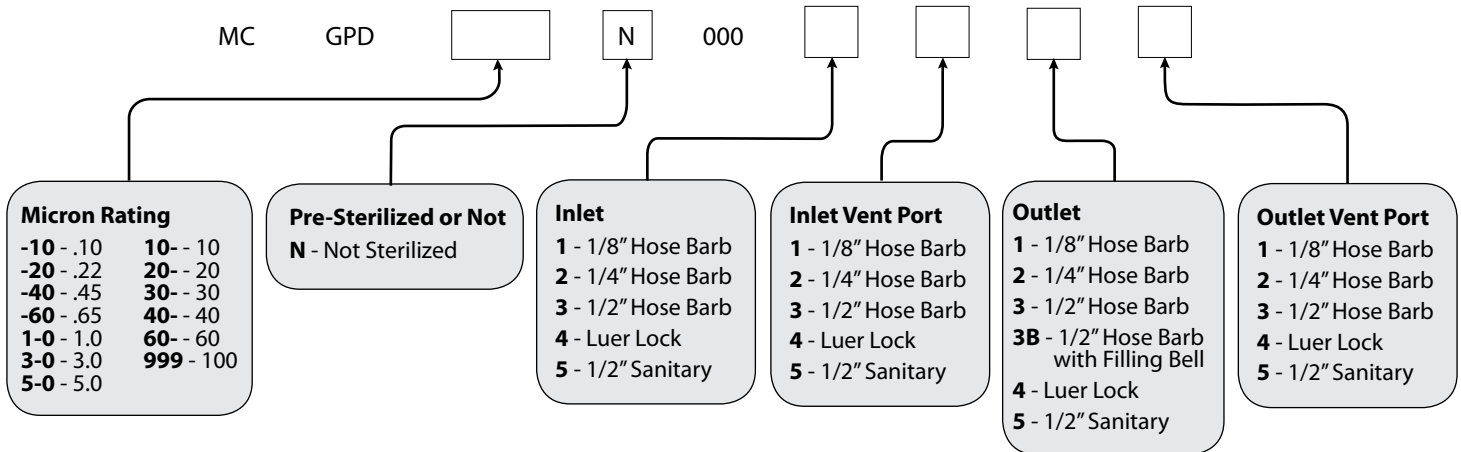 MC GPD N 000
Micron Rating
-10 - .10 10- - 10
-20 - .22 20- - 20
-40 - .45 30- - 30
-60 - .65 40- - 40
1-0 - 1.0 60- - 60
3-0 - 3.0 999 - 100
5-0 - 5.0
Pre-Sterilized or Not
N - Not Sterilized
Inlet
1 - 1/8" Hose Barb
2 - 1/4" Hose Barb
3 - 1/2" Hose Barb
4 - Luer Lock
5 - 1/2" Sanitary
Inlet Vent Port
1 - 1/8" Hose Barb
2 - 1/4" Hose Barb
3 - 1/2" Hose Barb
4 - Luer Lock
5 - 1/2" Sanitary
Outlet
1 - 1/8" Hose Barb
2 - 1/4" Hose Barb
3 - 1/2" Hose Barb
3B - 1/2" Hose Barb
with Filling Bell
4 - Luer Lock
5 - 1/2" Sanitary
Outlet Vent Port
1 - 1/8" Hose Barb
2 - 1/4" Hose Barb
3 - 1/2" Hose Barb
4 - Luer Lock
5 - 1/2" Sanitary